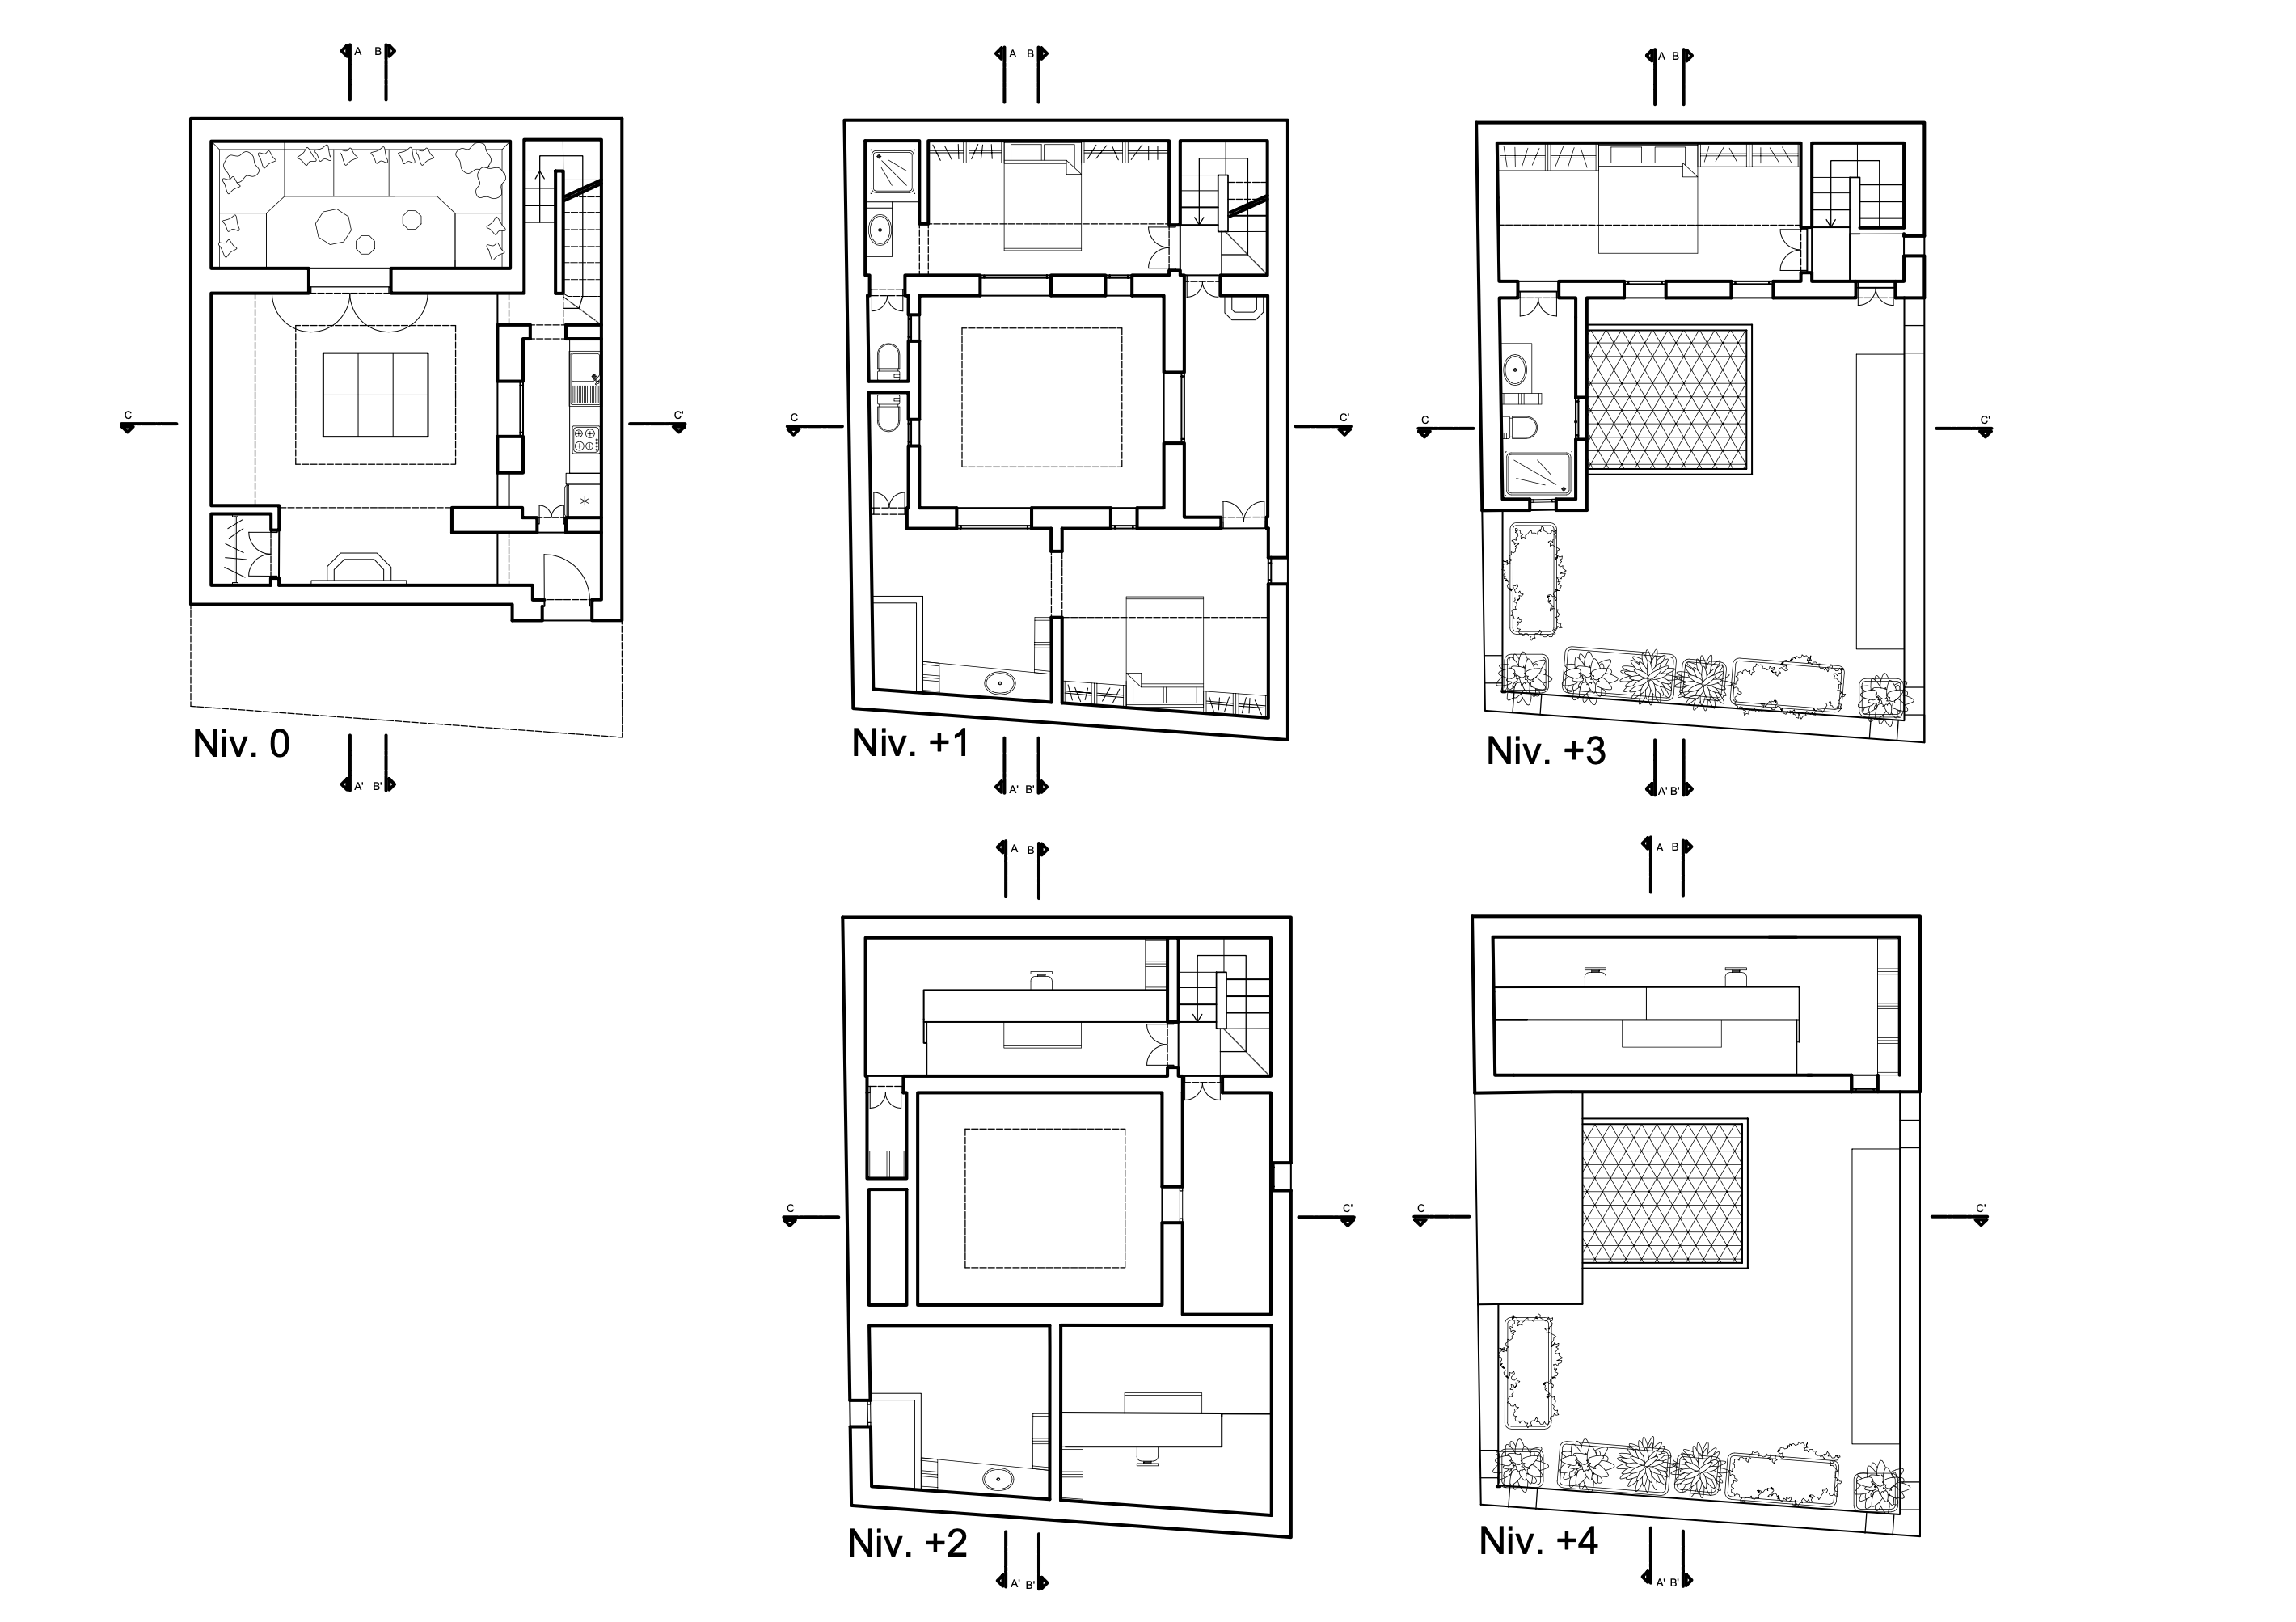 A B
C C'
Niv. 0
A' B'
A B
C C'
Niv. +1
A' B'
A B
C C'
Niv. +3
A' B'
A B
C C'
Niv. +2
A' B'
A B
C C'
Niv. +4
A' B'